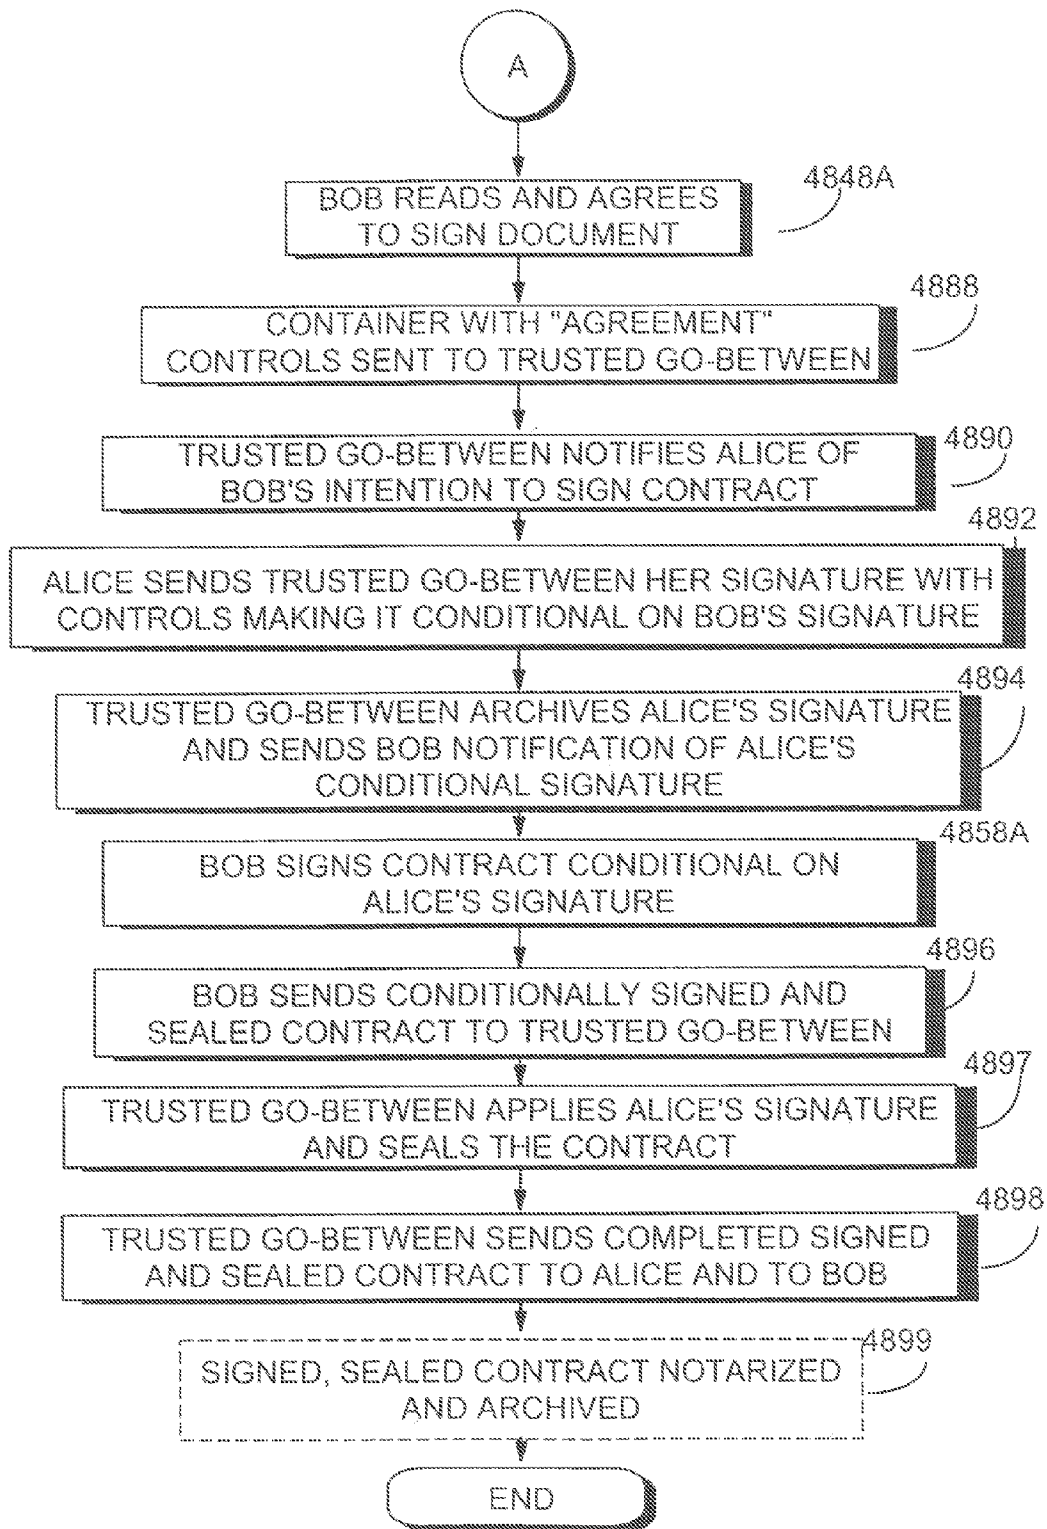 A
4848A
BOB READS AND AGREES
TO SIGN DOCUMENT
4888
CONTAINER WITH "AGREEMENT"
CONTROLS SENT TO TRUSTED GO-BETWEEN
4890
TRUSTED GO-BETWEEN NOTIFIES ALICE OF
BOB'S INTENTION TO SIGN CONTRACT
4892
ALICE SENDS TRUSTED GO-BETWEEN HER SIGNATURE WITH
CONTROLS MAKING IT CONDITIONAL ON BOB'S SIGNATURE
4894
TRUSTED GO-BETWEEN ARCHIVES ALICE'S SIGNATURE
AND SENDS BOB NOTIFICATION OF ALICE'S
CONDITIONAL SIGNATURE
4858A
BOB SIGNS CONTRACT CONDITIONAL ON
ALICE'S SIGNATURE
4896
BOB SENDS CONDITIONALLY SIGNED AND
SEALED CONTRACT TO TRUSTED GO-BETWEEN
4897
TRUSTED GO-BETWEEN APPLIES ALICE'S SIGNATURE
AND SEALS THE CONTRACT
4898
TRUSTED GO-BETWEEN SENDS COMPLETED SIGNED
AND SEALED CONTRACT TO ALICE AND TO BOB
4899
SIGNED, SEALED CONTRACT NOTARIZED
AND ARCHIVED
END